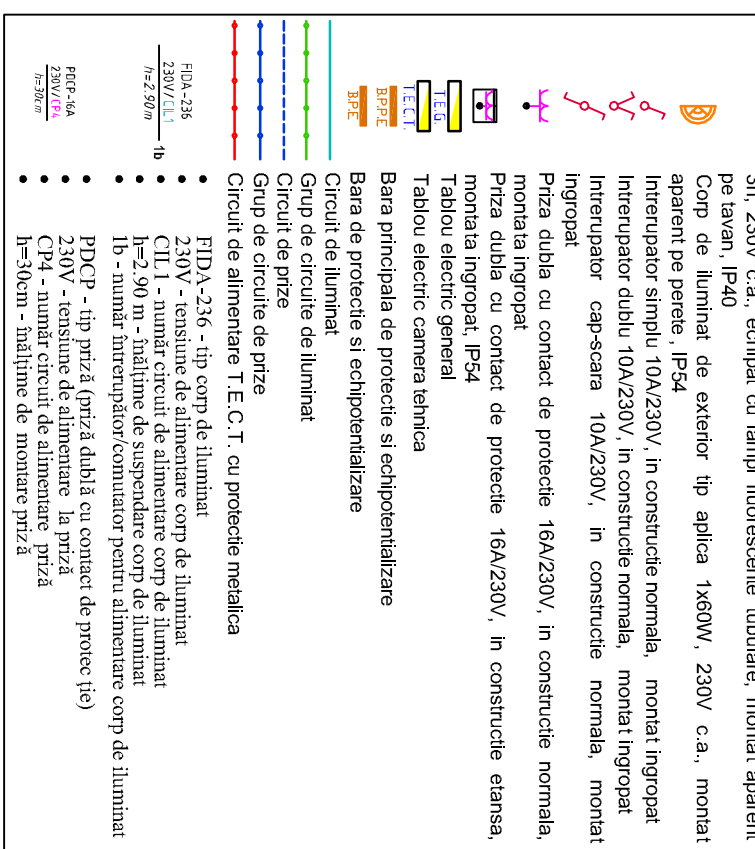 3h, 230V c.a., echipat cu lampi fluorescente tubulare, montat aparent
pe tavan, IP40
Corp de iluminat de exterior tip aplica 1x60W, 230V c.a., montat
aparent pe perete , IP54
Intrerupator simplu 10A/230V, in constructie normala, montat ingropat
Intrerupator dublu 10A/230V, in constructie normala, montat ingropat
Intrerupator cap-scara 10A/230V, in constructie normala, montat
ingropat
Priza dubla cu contact de protectie 16A/230V, in constructie normala,
montata ingropat
Priza dubla cu contact de protectie 16A/230V, in constructie etansa,
montata ingropat, IP54
T.E.G. Tablou electric general
T.E.C.T. Tablou electric camera tehnica
B.P.P.E Bara principala de protectie si echipotentializare
B.P.E. Bara de protectie si echipotentializare
Circuit de iluminat
Grup de circuite de iluminat
Circuit de prize
Grup de circuite de prize
Circuit de alimentare T.E.C.T. cu protectie metalica
FIDA-236
230V/CIL1
h=2.90m
1b
• FIDA-236 - tip corp de iluminat
• 230V - tensiune de alimentare corp de iluminat
• CIL1 - număr circuit de alimentare corp de iluminat
• h=2.90 m - înălţime de suspendare corp de iluminat
• 1b - număr întrerupător/comutator pentru alimentare corp de iluminat
PDCP-16A
230V/CP4
h=30cm
• PDCP - tip priză (priză dublă cu contact de protec ţie)
• 230V - tensiune de alimentare la priză
• CP4 - număr circuit de alimentare priză
• h=30cm - înălţime de montare priză